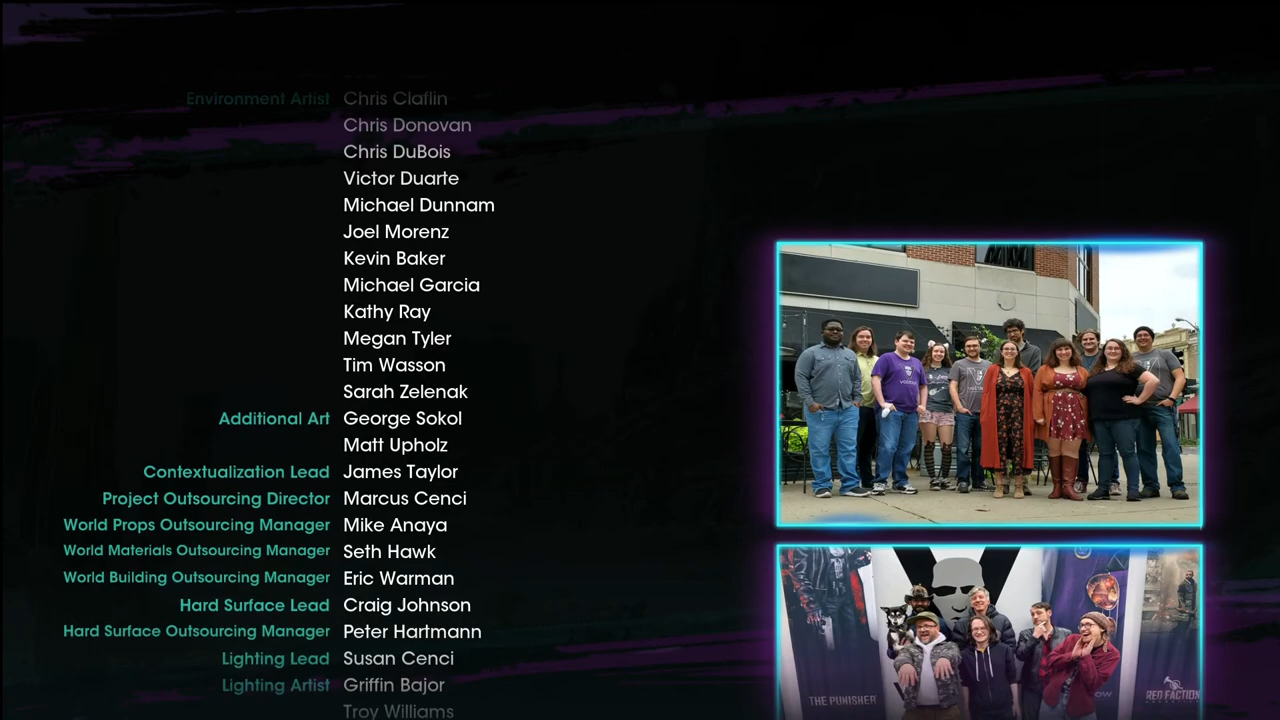 Environment Artist Chris Claflin
Chris Donovan
Chris DuBois
Victor Duarte
Michael Dunnam
Joel Morenz
Kevin Baker
Michael Garcia
Kathy Ray
Megan Tyler
Tim Wasson
Sarah Zelenak
Additional Art George Sokol
Matt Upholz
Contextualization Lead James Taylor
Project Outsourcing Director Marcus Cenci
World Props Outsourcing Manager Mike Anaya
World Materials Outsourcing Manager Seth Hawk
World Building Outsourcing Manager Eric Warman
Hard Surface Lead Craig Johnson
Hard Surface Outsourcing Manager Peter Hartmann
Lighting Lead Susan Cenci
Lighting Artist Griffin Bajor
Troy Williams
THE PUNISHER
RED FACTION